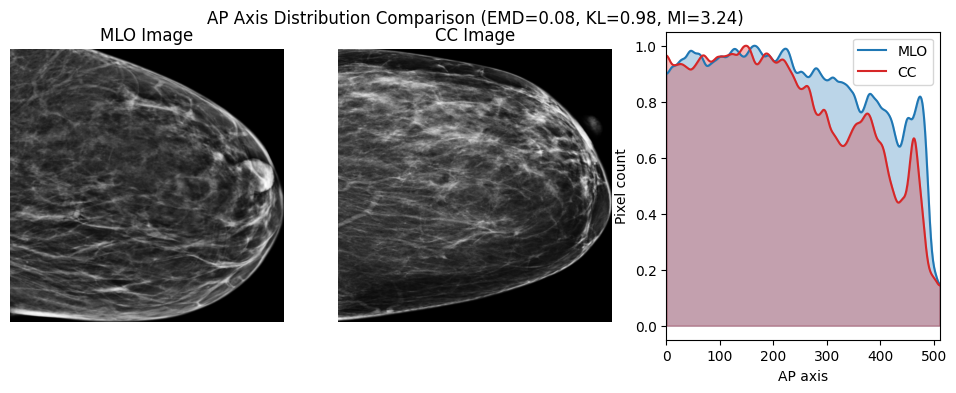 AP Axis Distribution Comparison (EMD=0.08, KL=0.98, MI=3.24)
MLO Image
CC Image
MLO
CC
Pixel count
1.0
0.8
0.6
0.4
0.2
0.0
0 100 200 300 400 500
AP axis